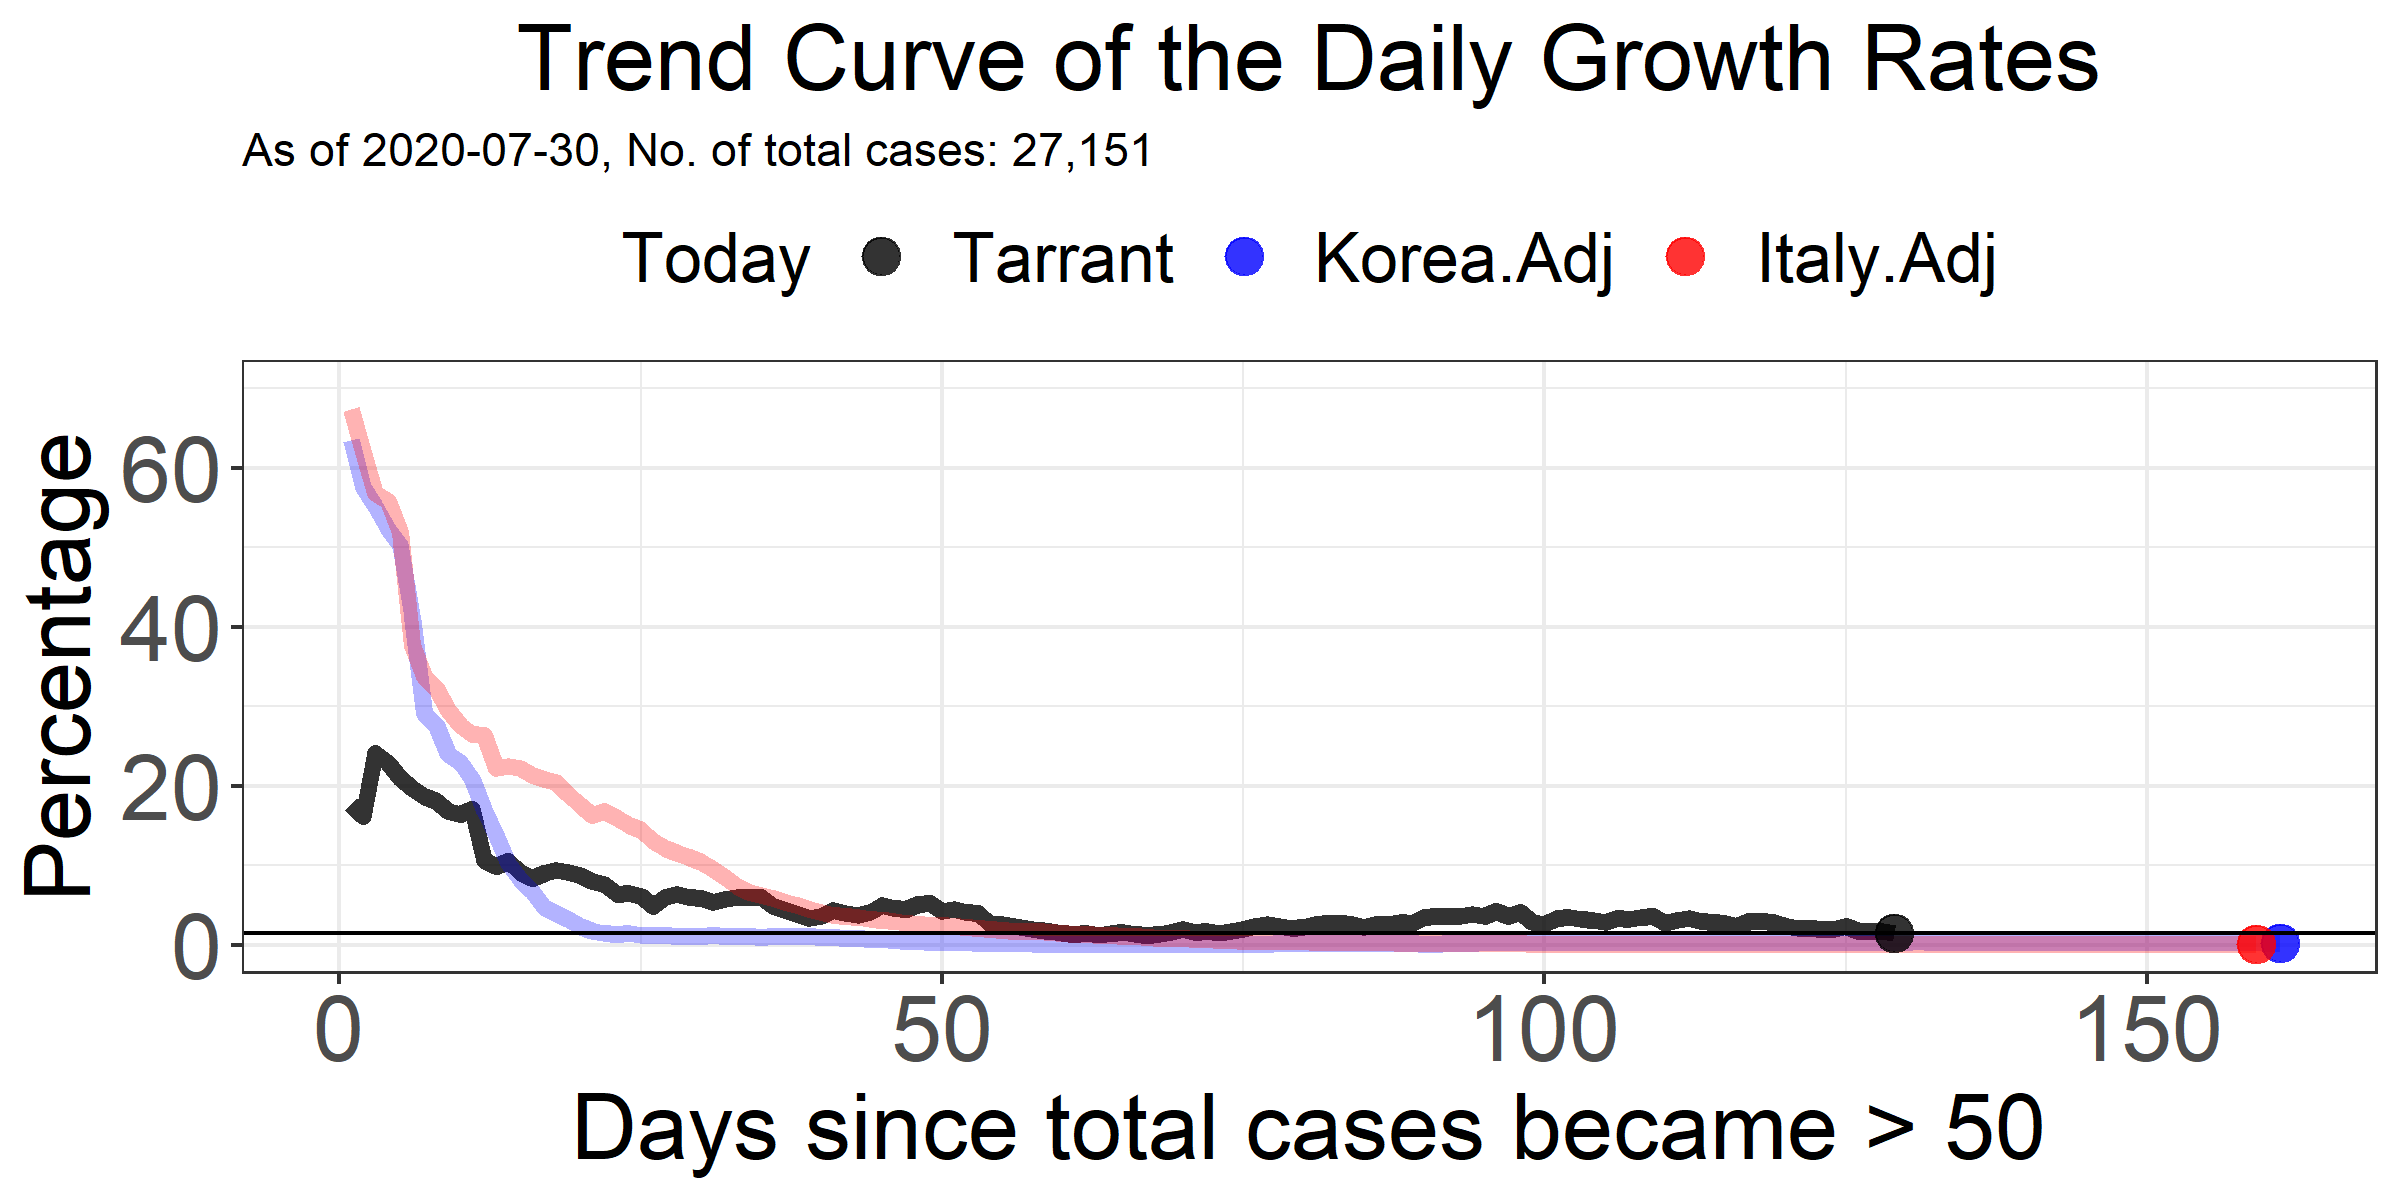 Trend Curve of the Daily Growth Rates
As of 2020-07-30, No. of total cases: 27,151
Today Tarrant Korea.Adj Italy.Adj
Percentage
60
40
20
0
0 50 100 150
Days since total cases became > 50